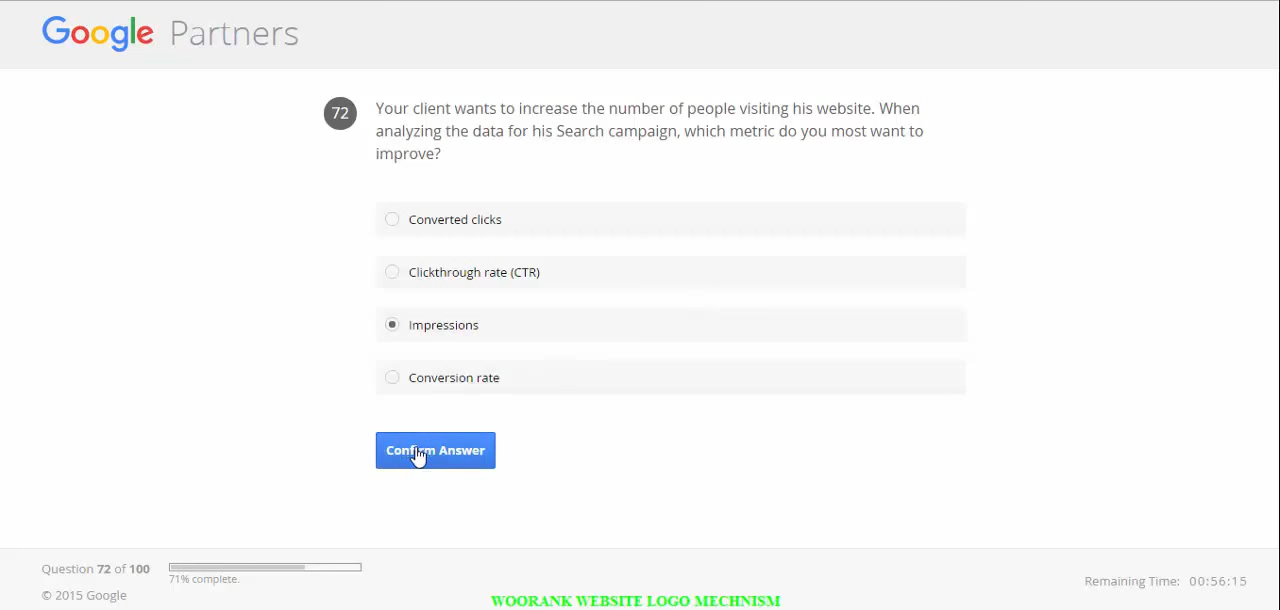 Google Partners
72 Your client wants to increase the number of people visiting his website. When
analyzing the data for his Search campaign, which metric do you most want to
improve?
Converted clicks
Clickthrough rate (CTR)
Impressions
Conversion rate
Confirm Answer
Question 72 of 100
71% complete.
© 2015 Google
Remaining Time: 00:56:15
WOORANK WEBSITE LOGO MECHNISM